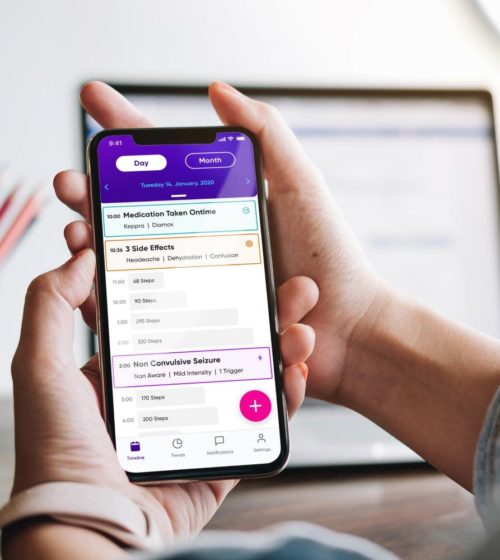 9:41
Day Month
Tuesday 14, January, 2020
10:00 Medication Taken Ontime
Keppra | Diamox
10:36 3 Side Effects
Headeache | Dehydration | Confusion
11:00 68 Steps
12:00 90 Steps
1:00 295 Steps
2:00 320 Steps
2:00 Non Convulsive Seizure
Non Aware | Mild Intensity | 1 Trigger
3:00 170 Steps
4:00 200 Steps
Timeline Trends Notifications Settings